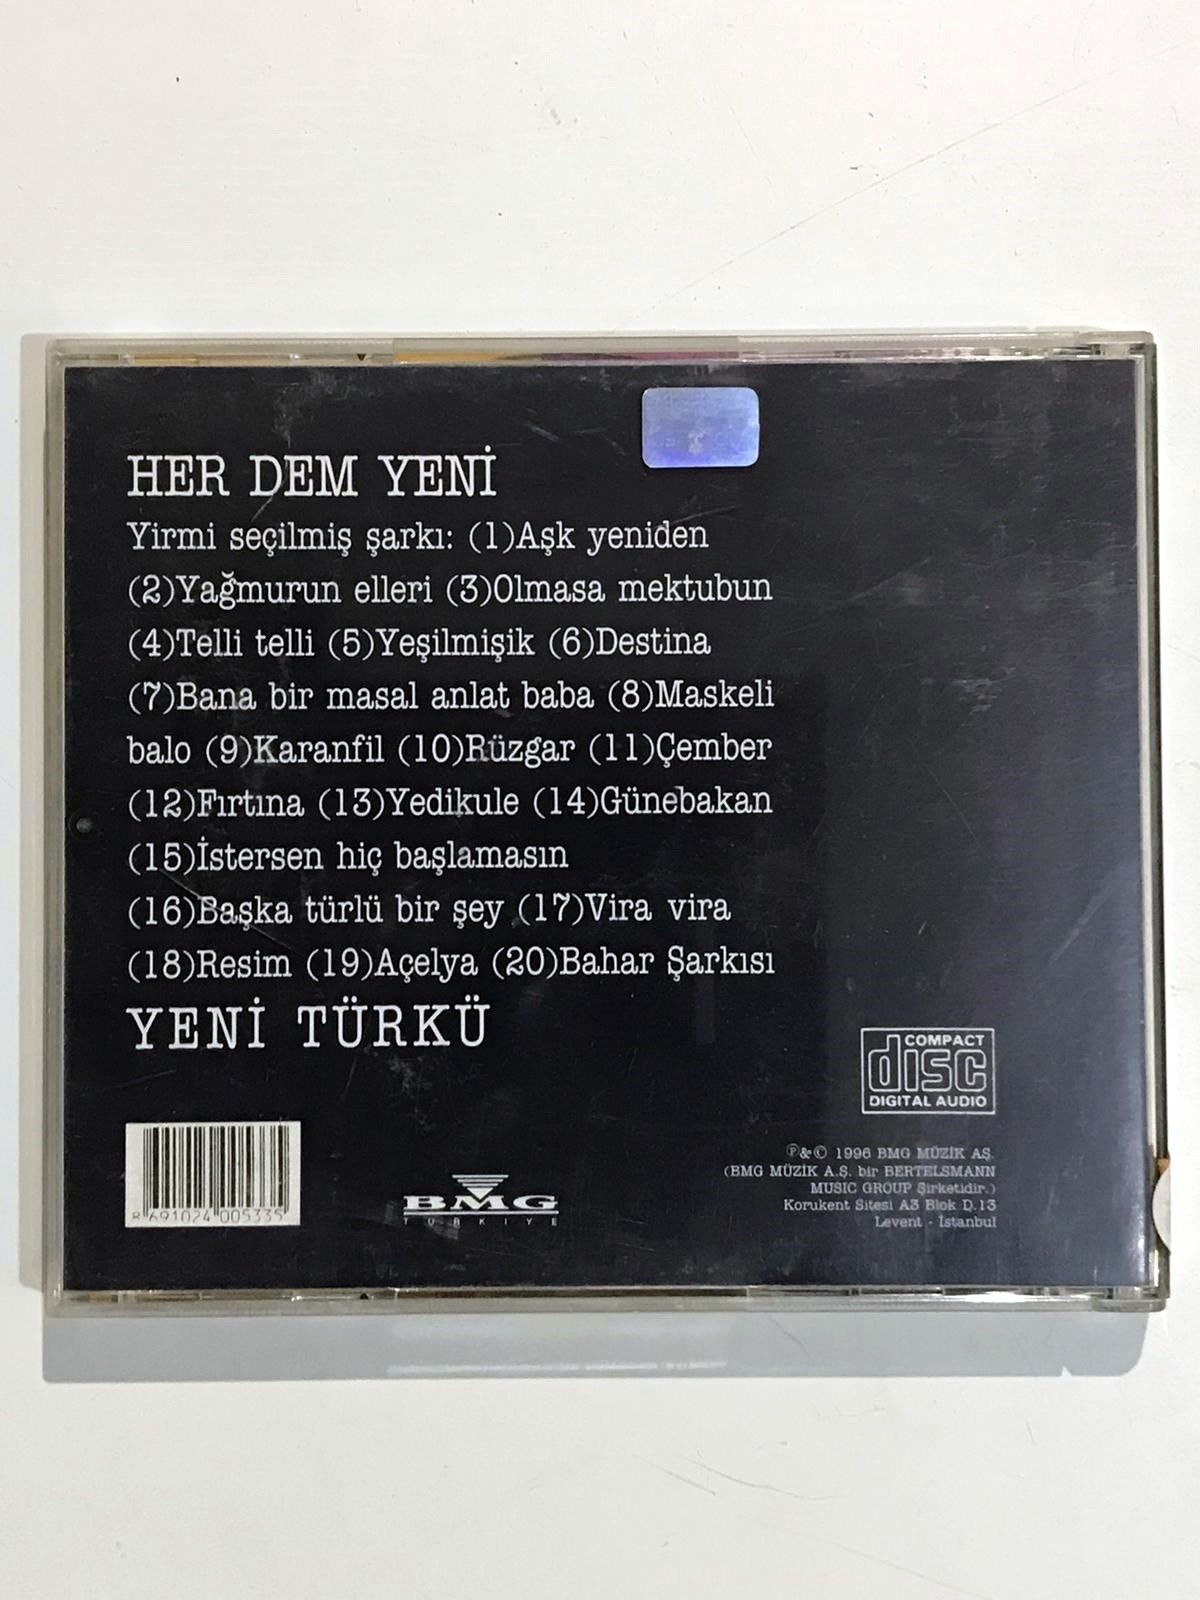 HER DEM YENİ
Yirmi seçilmiş şarkı: (1)Aşk yeniden
(2)Yağmurun elleri (3)Olmasa mektubun
(4)Telli telli (5)Yeşilmişik (6)Destina
(7)Bana bir masal anlat baba (8)Maskeli
balo (9)Karanfil (10)Rüzgar (11)Çember
(12)Fırtına (13)Yedikule (14)Günebakan
(15)İstersen hiç başlamasın
(16)Başka türlü bir şey (17)Vira vira
(18)Resim (19)Açelya (20)Bahar Şarkısı
YENİ TÜRKÜ
COMPACT
disc
DIGITAL AUDIO
8 691024 005335
BMG
TÜRKİYE
℗&© 1996 BMG MÜZİK AŞ.
(BMG MÜZİK A.Ş. bir BERTELSMANN
MUSIC GROUP Şirketidir.)
Korukent Sitesi A3 Blok D.13
Levent - İstanbul